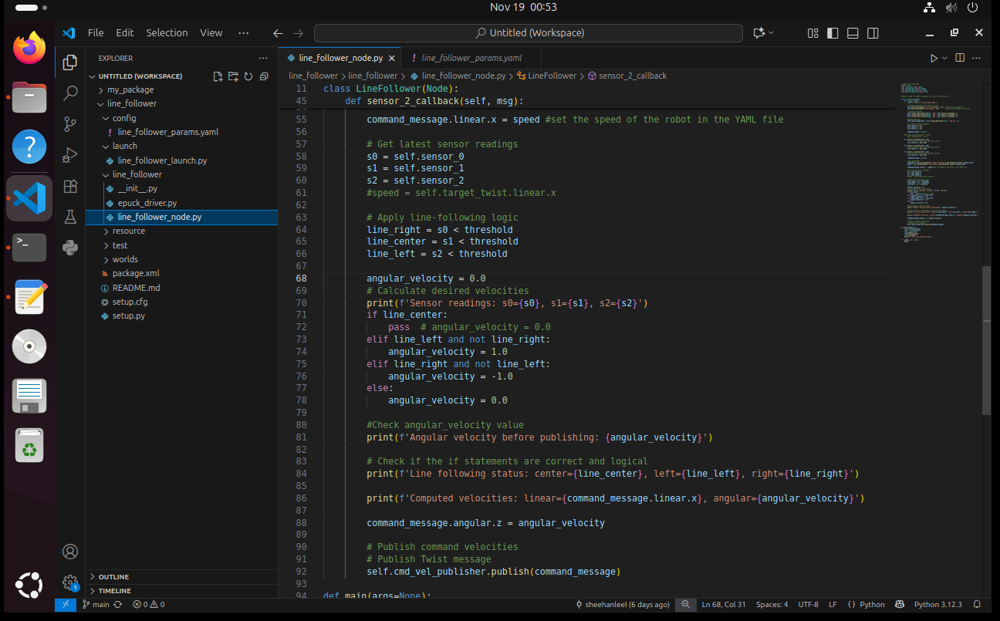 Nov 19 00:53
File Edit Selection View ···
Untitled (Workspace)
EXPLORER ···
UNTITLED (WORKSPACE)
my_package
line_follower
config
! line_follower_params.yaml
launch
line_follower_launch.py
line_follower
__init__.py
epuck_driver.py
line_follower_node.py
resource
test
worlds
package.xml
README.md
setup.cfg
setup.py
OUTLINE
TIMELINE
line_follower_node.py ×
! line_follower_params.yaml
line_follower > line_follower > line_follower_node.py > LineFollower > sensor_2_callback
11 class LineFollower(Node):
45     def sensor_2_callback(self, msg):
55         command_message.linear.x = speed #set the speed of the robot in the YAML file
56
57         # Get latest sensor readings
58         s0 = self.sensor_0
59         s1 = self.sensor_1
60         s2 = self.sensor_2
61         #speed = self.target_twist.linear.x
62
63         # Apply line-following logic
64         line_right = s0 < threshold
65         line_center = s1 < threshold
66         line_left = s2 < threshold
67
68         angular_velocity = 0.0
69         # Calculate desired velocities
70         print(f'Sensor readings: s0={s0}, s1={s1}, s2={s2}')
71         if line_center:
72             pass  # angular_velocity = 0.0
73         elif line_left and not line_right:
74             angular_velocity = 1.0
75         elif line_right and not line_left:
76             angular_velocity = -1.0
77         else:
78             angular_velocity = 0.0
79
80         #Check angular_velocity value
81         print(f'Angular velocity before publishing: {angular_velocity}')
82
83         # Check if the if statements are correct and logical
84         print(f'Line following status: center={line_center}, left={line_left}, right={line_right}')
85
86         print(f'Computed velocities: linear={command_message.linear.x}, angular={angular_velocity}')
87
88         command_message.angular.z = angular_velocity
89
90         # Publish command velocities
91         # Publish Twist message
92         self.cmd_vel_publisher.publish(command_message)
93
94 def main(args=None):
1
main
0 0
sheehanleel (6 days ago)
Ln 68, Col 31
Spaces: 4
UTF-8
LF
{} Python
Python 3.12.3